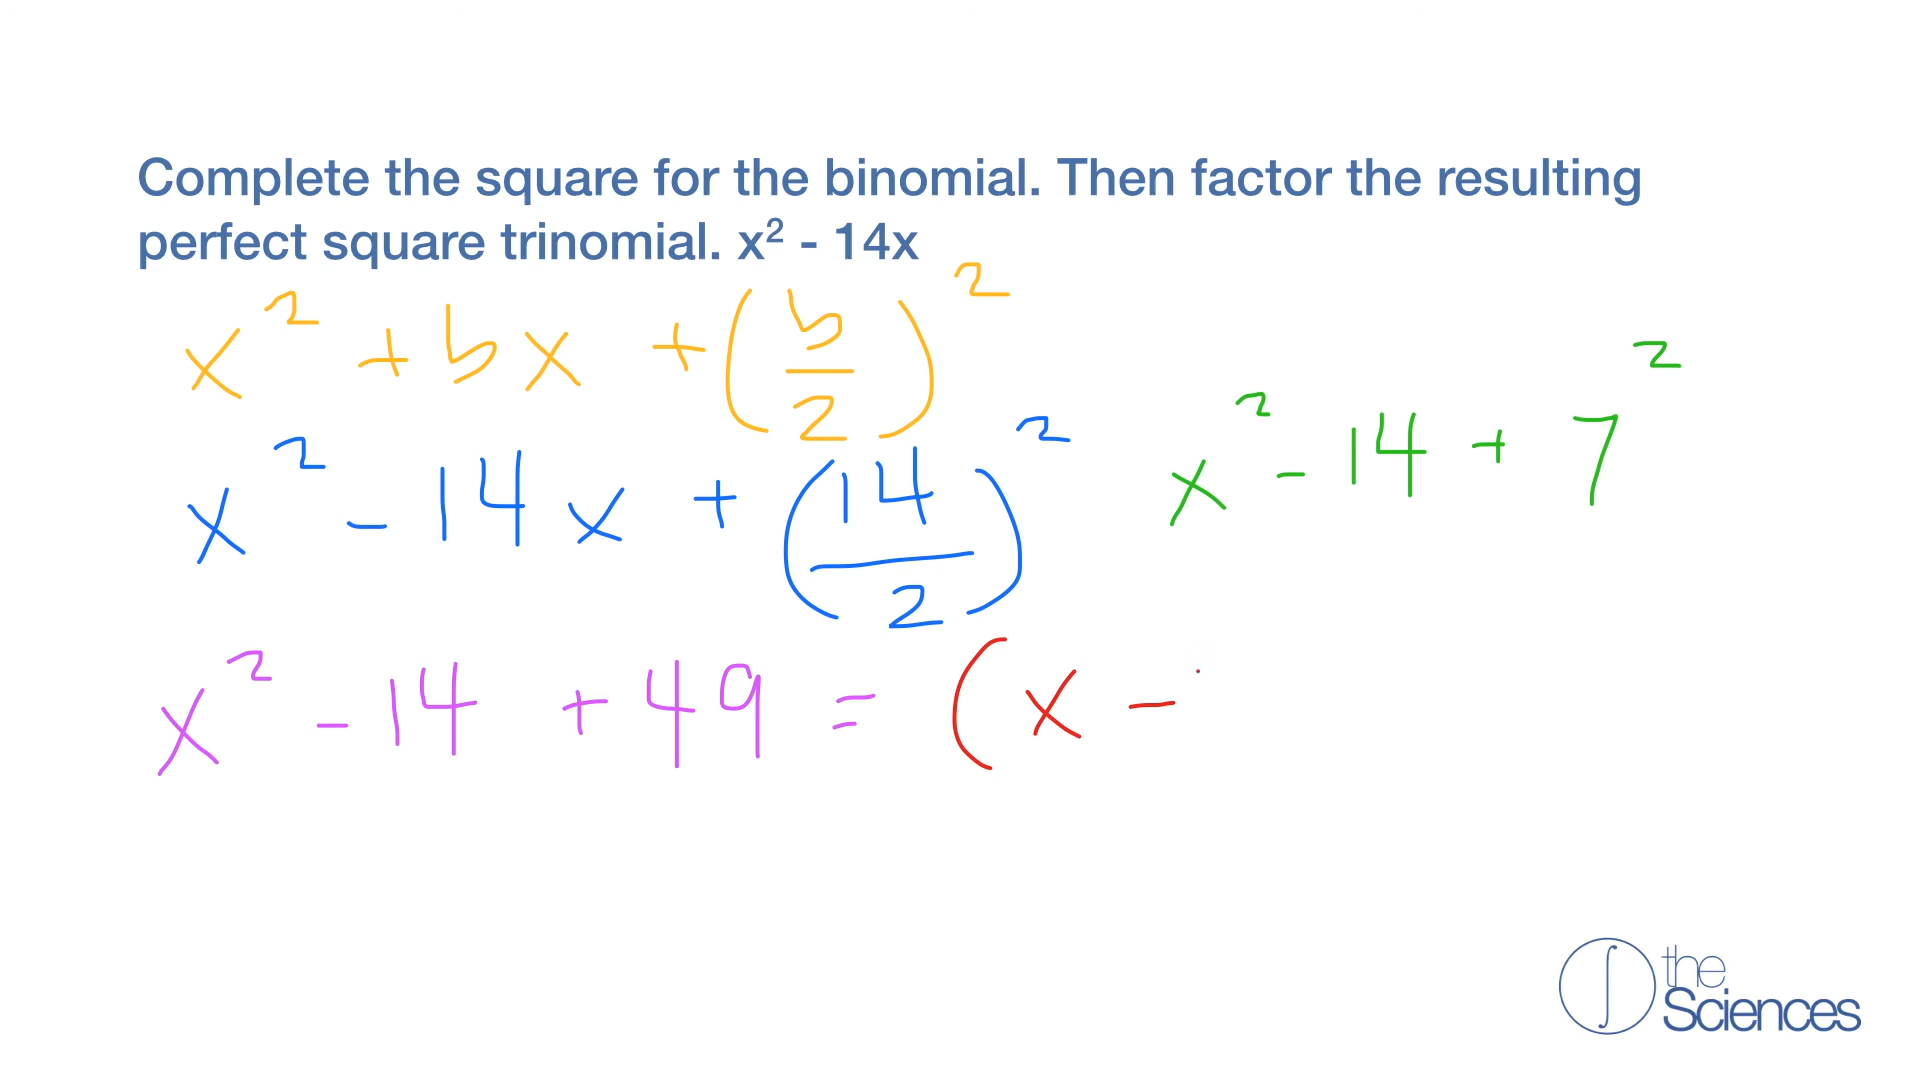 Complete the square for the binomial. Then factor the resulting
perfect square trinomial. x² - 14x
x² + bx + (b/2)²
x² - 14x + (14/2)²
x² - 14 + 7²
x² - 14 + 49 = (x -
the
Sciences